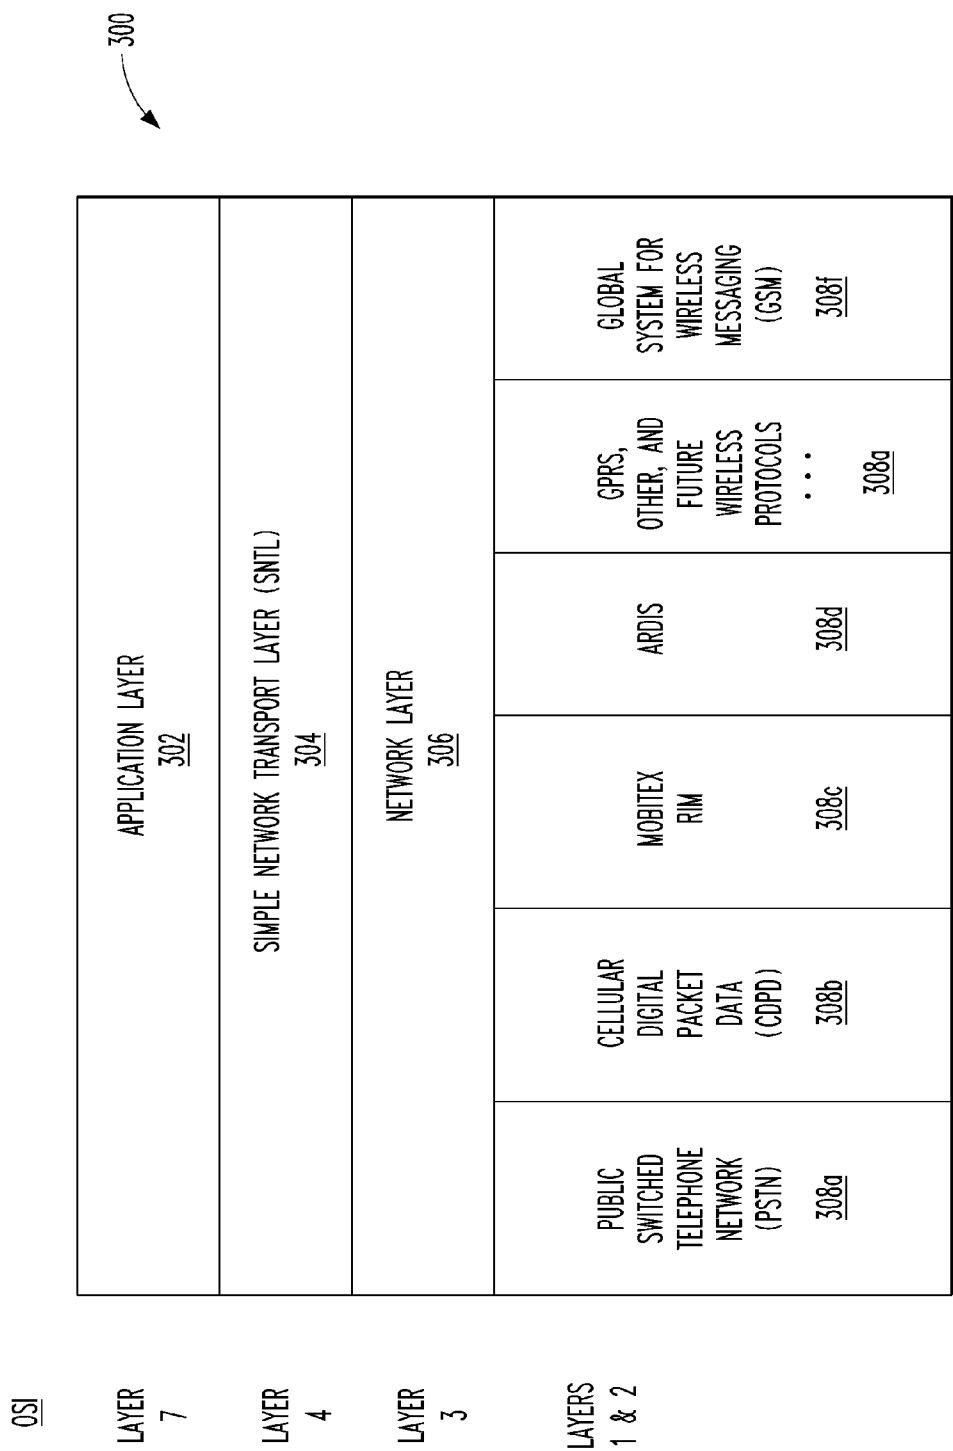 300
OSI
LAYER
7
APPLICATION LAYER
302
LAYER
4
SIMPLE NETWORK TRANSPORT LAYER (SNTL)
304
LAYER
3
NETWORK LAYER
306
LAYERS
1 & 2
PUBLIC
SWITCHED
TELEPHONE
NETWORK
(PSTN)
308a
CELLULAR
DIGITAL
PACKET
DATA
(CDPD)
308b
MOBITEX
RIM
308c
ARDIS
308d
GPRS,
OTHER, AND
FUTURE
WIRELESS
PROTOCOLS
• • •
308a
GLOBAL
SYSTEM FOR
WIRELESS
MESSAGING
(GSM)
308f